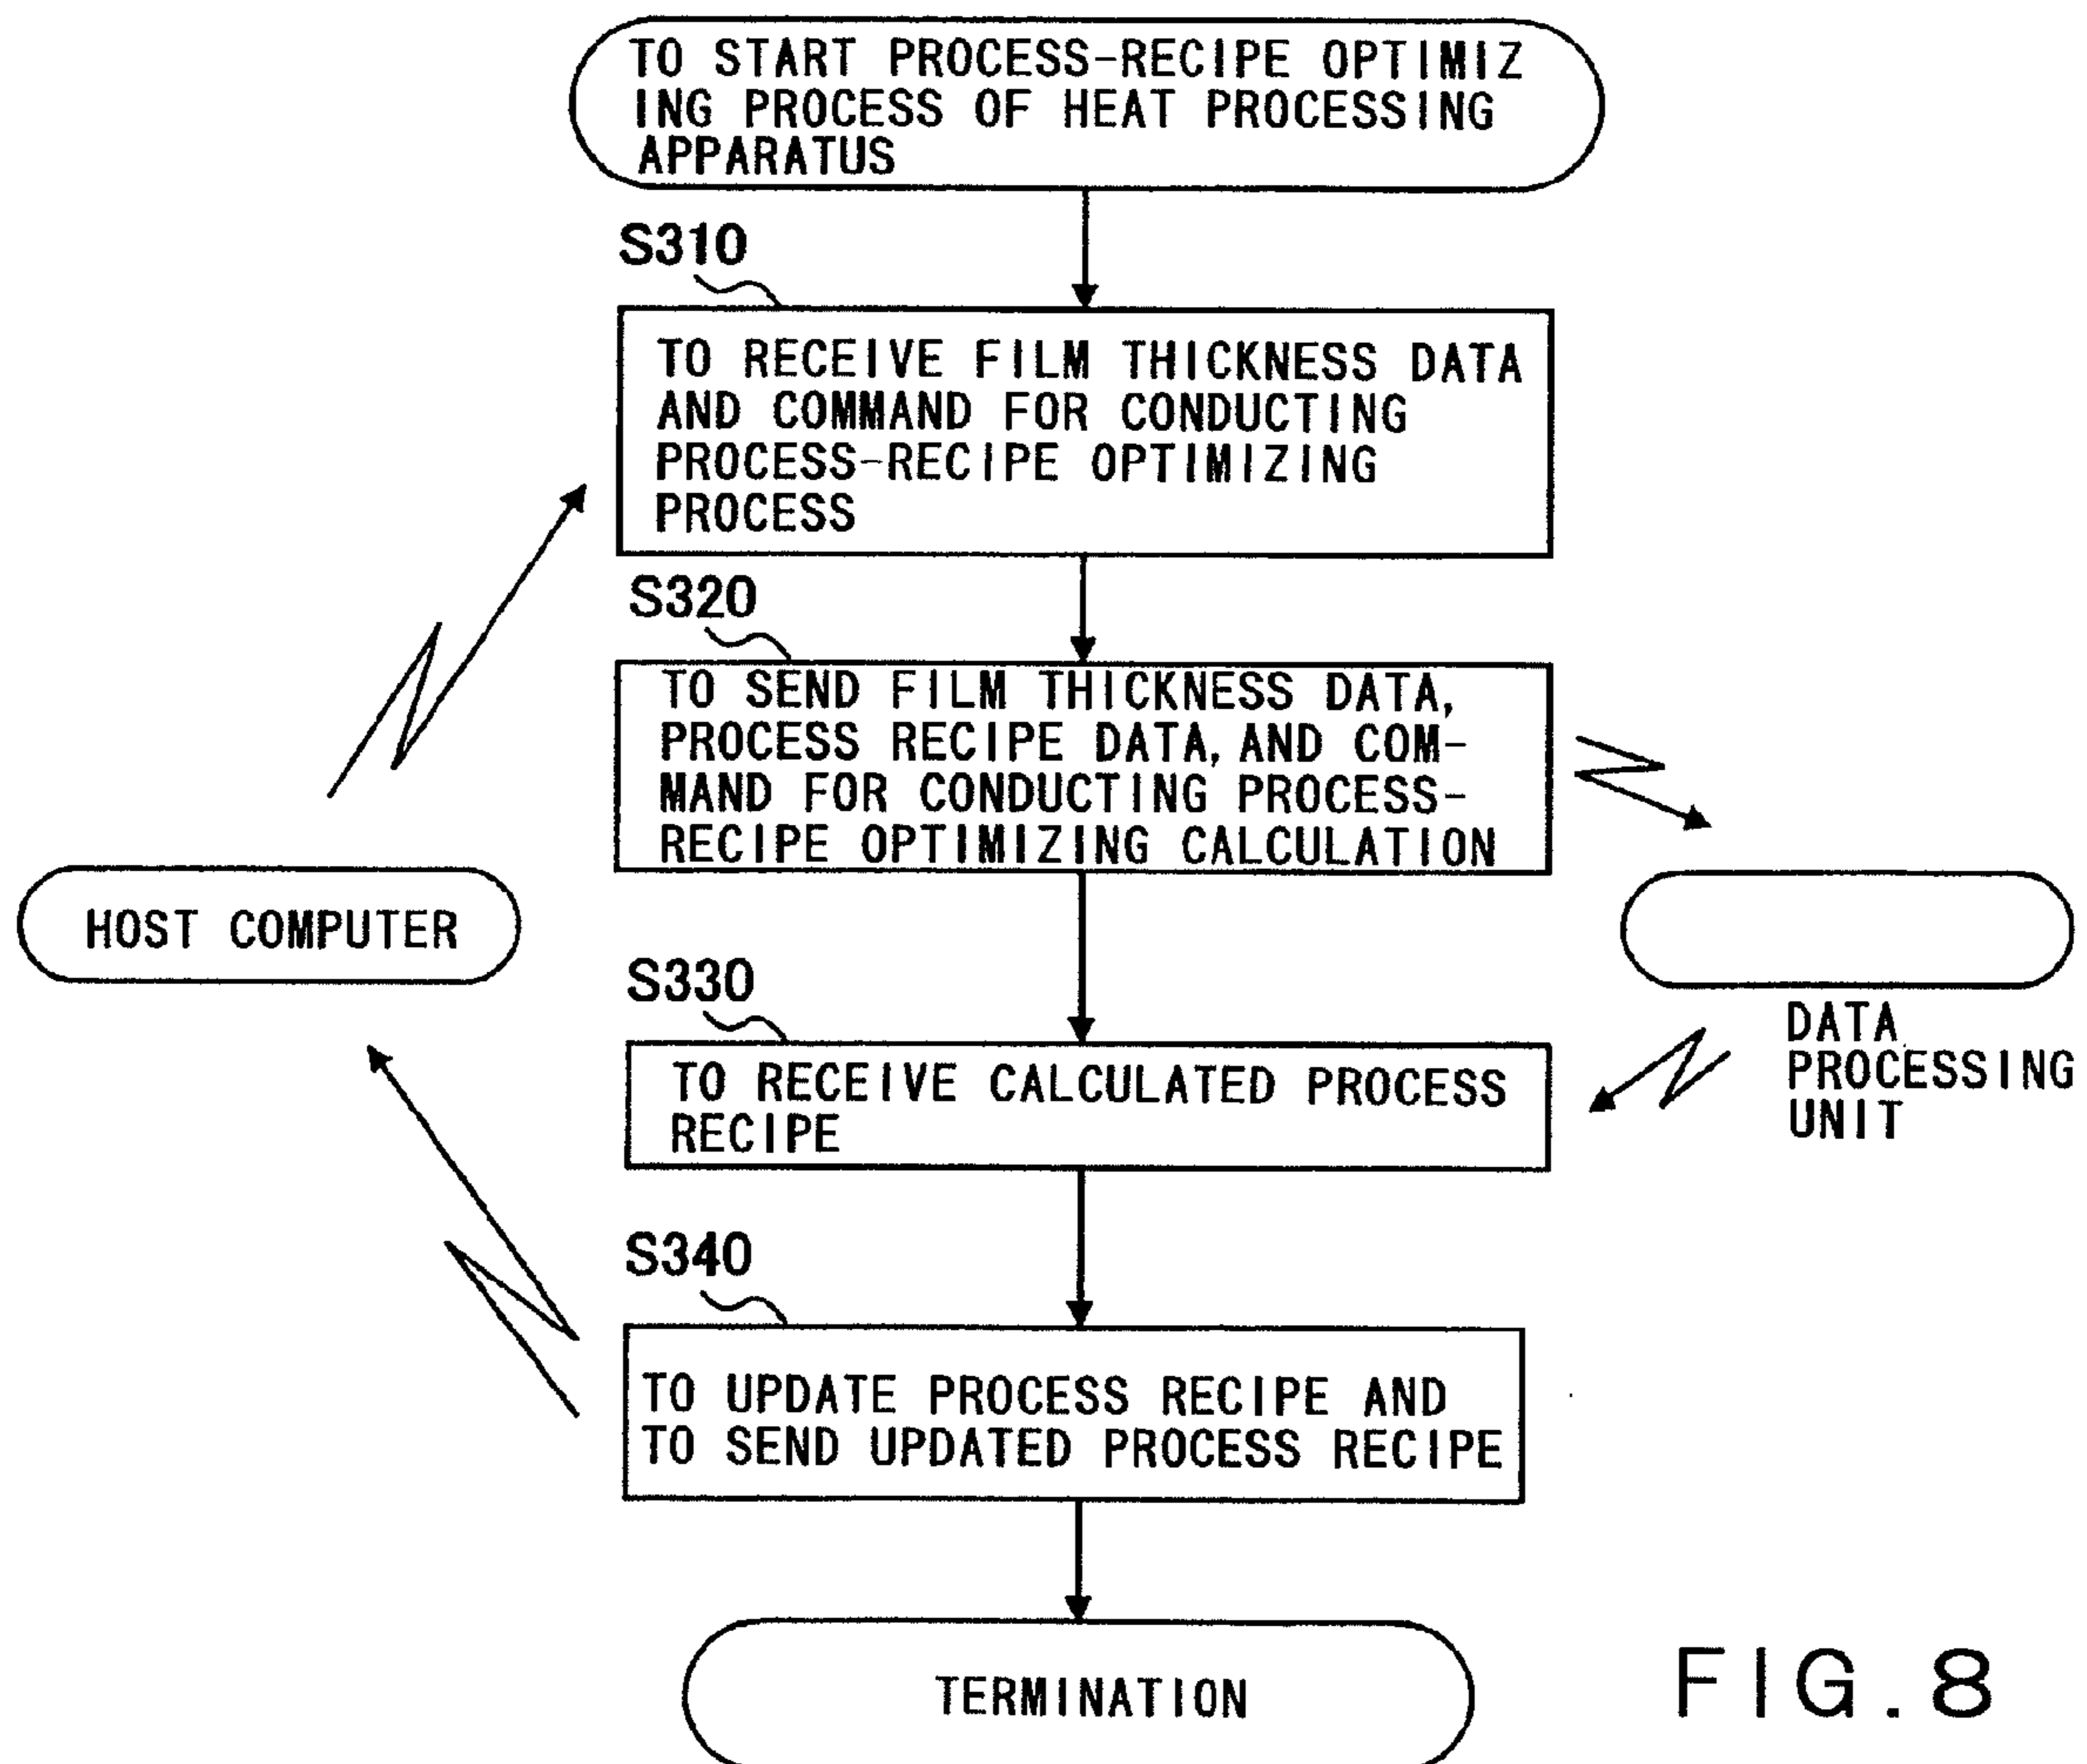 TO START PROCESS-RECIPE OPTIMIZ
ING PROCESS OF HEAT PROCESSING
APPARATUS
S310
TO RECEIVE FILM THICKNESS DATA
AND COMMAND FOR CONDUCTING
PROCESS-RECIPE OPTIMIZING
PROCESS
S320
TO SEND FILM THICKNESS DATA,
PROCESS RECIPE DATA, AND COM-
MAND FOR CONDUCTING PROCESS-
RECIPE OPTIMIZING CALCULATION
HOST COMPUTER
DATA
PROCESSING
UNIT
S330
TO RECEIVE CALCULATED PROCESS
RECIPE
S340
TO UPDATE PROCESS RECIPE AND
TO SEND UPDATED PROCESS RECIPE
TERMINATION
FIG.8